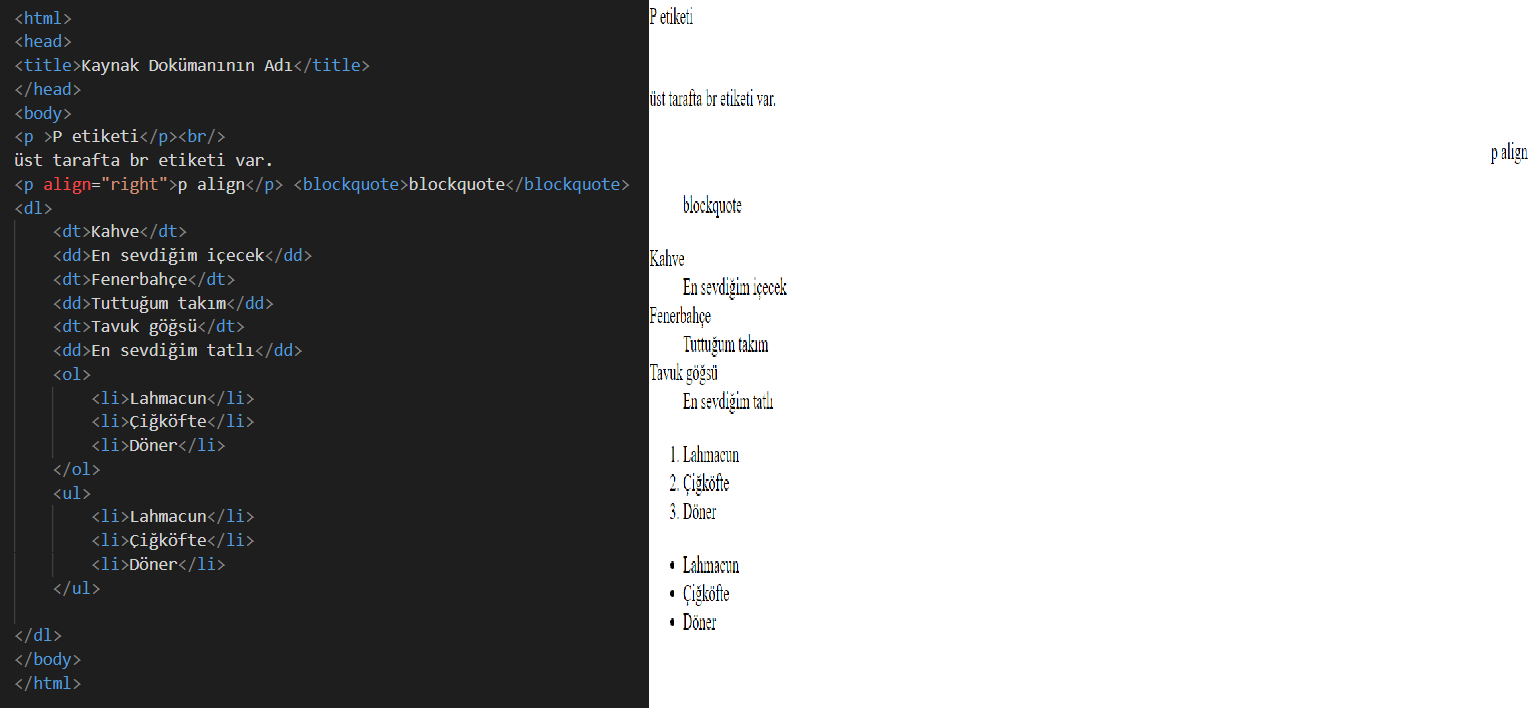 <html>
<head>
<title>Kaynak Dokümanının Adı</title>
</head>
<body>
<p >P etiketi</p><br/>
üst tarafta br etiketi var.
<p align="right">p align</p> <blockquote>blockquote</blockquote>
<dl>
<dt>Kahve</dt>
<dd>En sevdiğim içecek</dd>
<dt>Fenerbahçe</dt>
<dd>Tuttuğum takım</dd>
<dt>Tavuk göğsü</dt>
<dd>En sevdiğim tatlı</dd>
<ol>
<li>Lahmacun</li>
<li>Çiğköfte</li>
<li>Döner</li>
</ol>
<ul>
<li>Lahmacun</li>
<li>Çiğköfte</li>
<li>Döner</li>
</ul>
</dl>
</body>
</html>
P etiketi
üst tarafta br etiketi var.
p align
blockquote
Kahve
En sevdiğim içecek
Fenerbahçe
Tuttuğum takım
Tavuk göğsü
En sevdiğim tatlı
1. Lahmacun
2. Çiğköfte
3. Döner
• Lahmacun
• Çiğköfte
• Döner